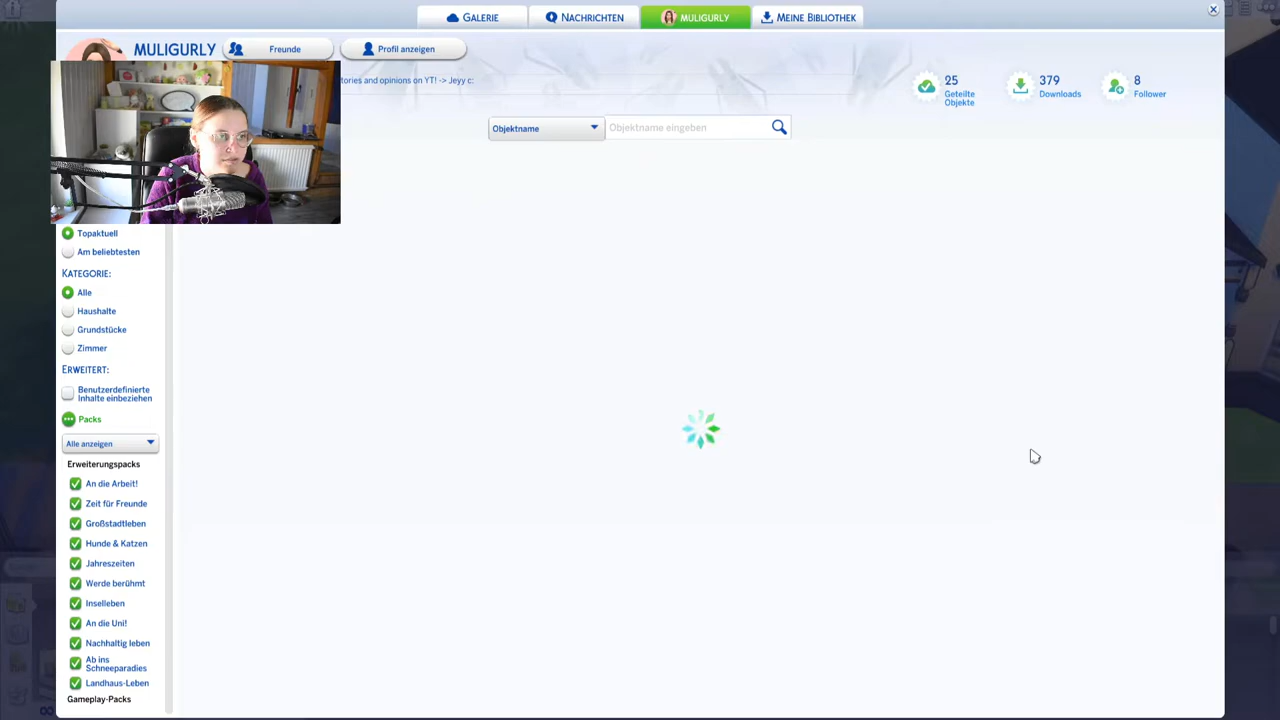 GALERIE
NACHRICHTEN
MULIGURLY
MEINE BIBLIOTHEK
MULIGURLY
Freunde
Profil anzeigen
tories and opinions on YT! -> Jeyy c:
25
Geteilte
Objekte
379
Downloads
8
Follower
Objektname
Objektname eingeben
Topaktuell
Am beliebtesten
KATEGORIE:
Alle
Haushalte
Grundstücke
Zimmer
ERWEITERT:
Benutzerdefinierte
Inhalte einbeziehen
Packs
Alle anzeigen
Erweiterungspacks
An die Arbeit!
Zeit für Freunde
Großstadtleben
Hunde & Katzen
Jahreszeiten
Werde berühmt
Inselleben
An die Uni!
Nachhaltig leben
Ab ins
Schneeparadies
Landhaus-Leben
Gameplay-Packs